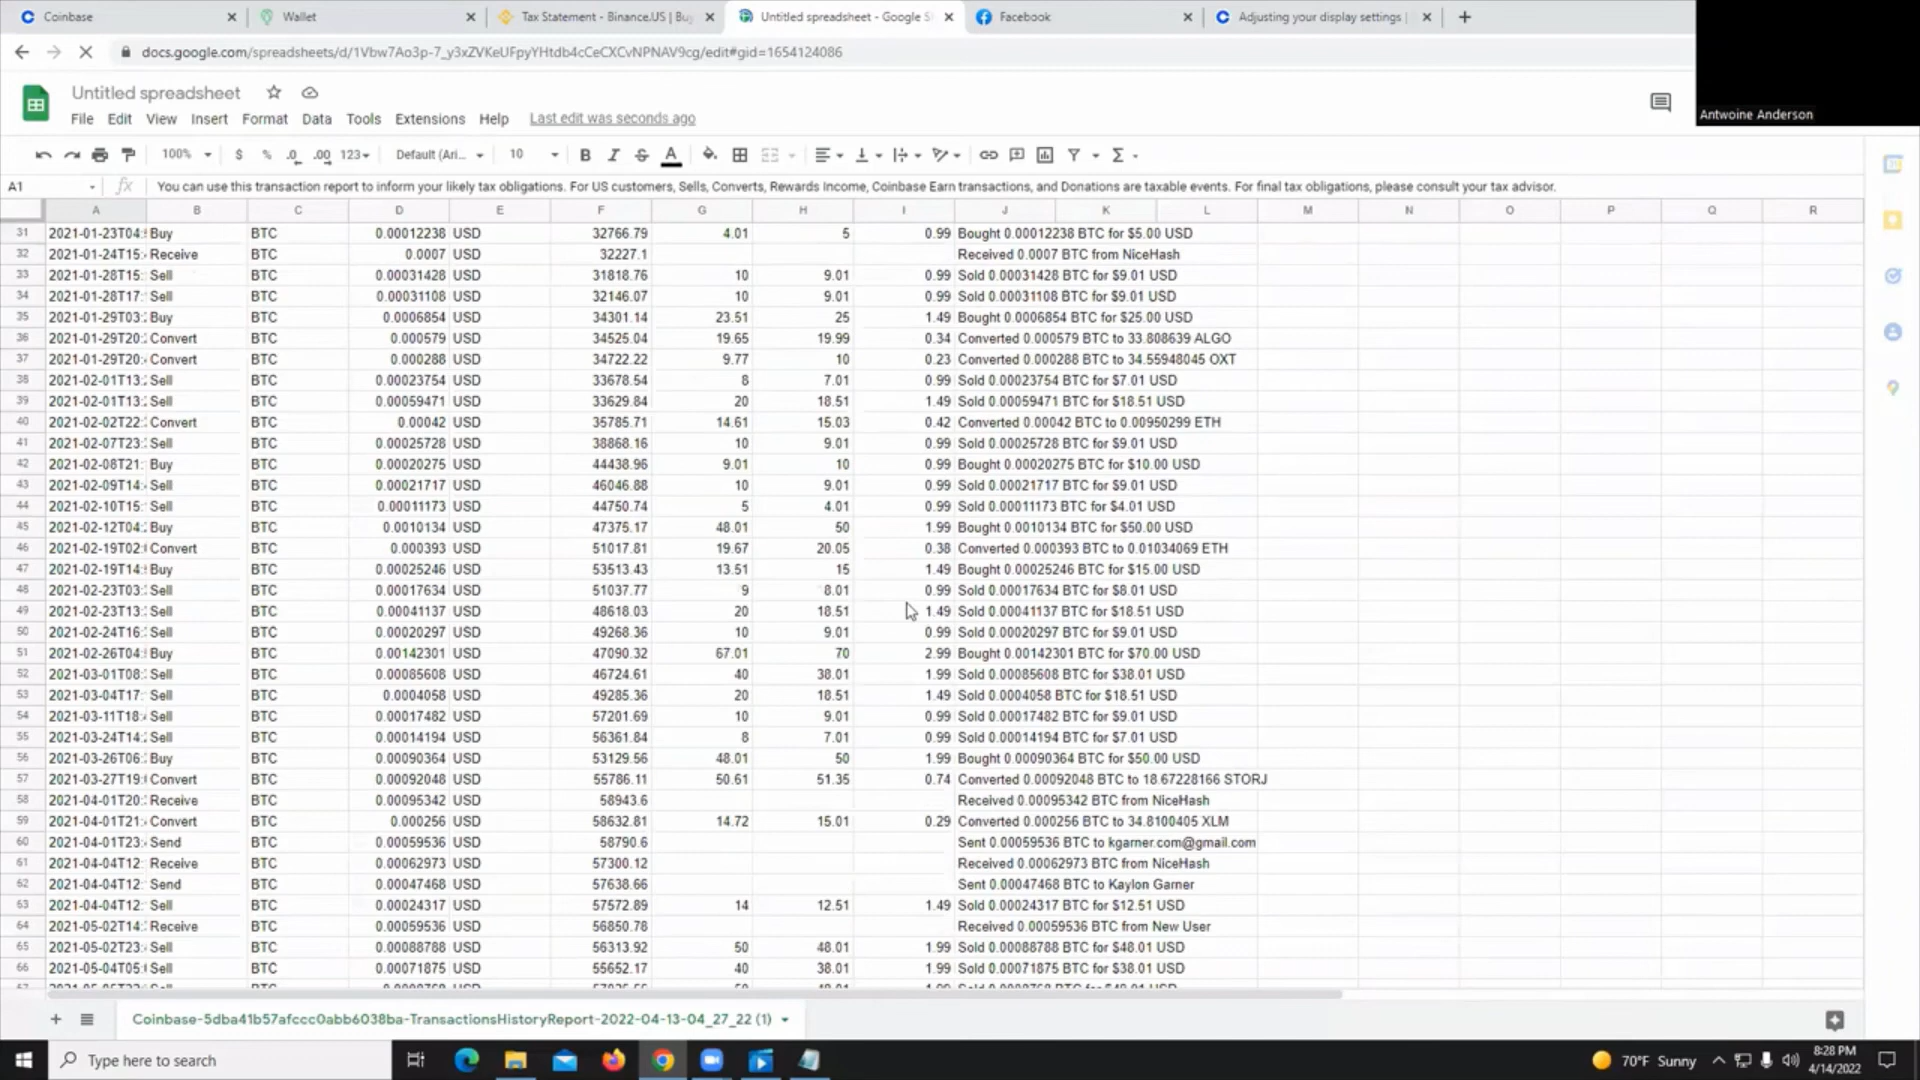 Coinbase
Wallet
Tax Statement - Binance.US | Buy
Untitled spreadsheet - Google S
Facebook
Adjusting your display settings |
docs.google.com/spreadsheets/d/1Vbw7Ao3p-7_y3xZVKeUFpyYHtdb4cCeCXCvNPNAV9cg/edit#gid=1654124086
Antwoine Anderson
Untitled spreadsheet
File Edit View Insert Format Data Tools Extensions Help Last edit was seconds ago
100% $ % .0 .00 123 Default (Ari... 10 B I S A
A1 fx You can use this transaction report to inform your likely tax obligations. For US customers, Sells, Converts, Rewards Income, Coinbase Earn transactions, and Donations are taxable events. For final tax obligations, please consult your tax advisor.
A B C D E F G H I J K L M N O P Q R
31 2021-01-23T04: Buy BTC 0.00012238 USD 32766.79 4.01 5 0.99 Bought 0.00012238 BTC for $5.00 USD
32 2021-01-24T15: Receive BTC 0.0007 USD 32227.1 Received 0.0007 BTC from NiceHash
33 2021-01-28T15: Sell BTC 0.00031428 USD 31818.76 10 9.01 0.99 Sold 0.00031428 BTC for $9.01 USD
34 2021-01-28T17: Sell BTC 0.00031108 USD 32146.07 10 9.01 0.99 Sold 0.00031108 BTC for $9.01 USD
35 2021-01-29T03: Buy BTC 0.0006854 USD 34301.14 23.51 25 1.49 Bought 0.0006854 BTC for $25.00 USD
36 2021-01-29T20: Convert BTC 0.000579 USD 34525.04 19.65 19.99 0.34 Converted 0.000579 BTC to 33.808639 ALGO
37 2021-01-29T20: Convert BTC 0.000288 USD 34722.22 9.77 10 0.23 Converted 0.000288 BTC to 34.55948045 OXT
38 2021-02-01T13: Sell BTC 0.00023754 USD 33678.54 8 7.01 0.99 Sold 0.00023754 BTC for $7.01 USD
39 2021-02-01T13: Sell BTC 0.00059471 USD 33629.84 20 18.51 1.49 Sold 0.00059471 BTC for $18.51 USD
40 2021-02-02T22: Convert BTC 0.00042 USD 35785.71 14.61 15.03 0.42 Converted 0.00042 BTC to 0.00950299 ETH
41 2021-02-07T23: Sell BTC 0.00025728 USD 38868.16 10 9.01 0.99 Sold 0.00025728 BTC for $9.01 USD
42 2021-02-08T21: Buy BTC 0.00020275 USD 44438.96 9.01 10 0.99 Bought 0.00020275 BTC for $10.00 USD
43 2021-02-09T14: Sell BTC 0.00021717 USD 46046.88 10 9.01 0.99 Sold 0.00021717 BTC for $9.01 USD
44 2021-02-10T15: Sell BTC 0.00011173 USD 44750.74 5 4.01 0.99 Sold 0.00011173 BTC for $4.01 USD
45 2021-02-12T04: Buy BTC 0.0010134 USD 47375.17 48.01 50 1.99 Bought 0.0010134 BTC for $50.00 USD
46 2021-02-19T02: Convert BTC 0.000393 USD 51017.81 19.67 20.05 0.38 Converted 0.000393 BTC to 0.01034069 ETH
47 2021-02-19T14: Buy BTC 0.00025246 USD 53513.43 13.51 15 1.49 Bought 0.00025246 BTC for $15.00 USD
48 2021-02-23T03: Sell BTC 0.00017634 USD 51037.77 9 8.01 0.99 Sold 0.00017634 BTC for $8.01 USD
49 2021-02-23T13: Sell BTC 0.00041137 USD 48618.03 20 18.51 1.49 Sold 0.00041137 BTC for $18.51 USD
50 2021-02-24T16: Sell BTC 0.00020297 USD 49268.36 10 9.01 0.99 Sold 0.00020297 BTC for $9.01 USD
51 2021-02-26T04: Buy BTC 0.00142301 USD 47090.32 67.01 70 2.99 Bought 0.00142301 BTC for $70.00 USD
52 2021-03-01T08: Sell BTC 0.00085608 USD 46724.61 40 38.01 1.99 Sold 0.00085608 BTC for $38.01 USD
53 2021-03-04T17: Sell BTC 0.0004058 USD 49285.36 20 18.51 1.49 Sold 0.0004058 BTC for $18.51 USD
54 2021-03-11T18: Sell BTC 0.00017482 USD 57201.69 10 9.01 0.99 Sold 0.00017482 BTC for $9.01 USD
55 2021-03-24T14: Sell BTC 0.00014194 USD 56361.84 8 7.01 0.99 Sold 0.00014194 BTC for $7.01 USD
56 2021-03-26T06: Buy BTC 0.00090364 USD 53129.56 48.01 50 1.99 Bought 0.00090364 BTC for $50.00 USD
57 2021-03-27T19: Convert BTC 0.00092048 USD 55786.11 50.61 51.35 0.74 Converted 0.00092048 BTC to 18.67228166 STORJ
58 2021-04-01T20: Receive BTC 0.00095342 USD 58943.6 Received 0.00095342 BTC from NiceHash
59 2021-04-01T21: Convert BTC 0.000256 USD 58632.81 14.72 15.01 0.29 Converted 0.000256 BTC to 34.8100405 XLM
60 2021-04-01T23: Send BTC 0.00059536 USD 58790.6 Sent 0.00059536 BTC to kgarner.com@gmail.com
61 2021-04-04T12: Receive BTC 0.00062973 USD 57300.12 Received 0.00062973 BTC from NiceHash
62 2021-04-04T12: Send BTC 0.00047468 USD 57638.66 Sent 0.00047468 BTC to Kaylon Garner
63 2021-04-04T12: Sell BTC 0.00024317 USD 57572.89 14 12.51 1.49 Sold 0.00024317 BTC for $12.51 USD
64 2021-05-02T14: Receive BTC 0.00059536 USD 56850.78 Received 0.00059536 BTC from New User
65 2021-05-02T23: Sell BTC 0.00088788 USD 56313.92 50 48.01 1.99 Sold 0.00088788 BTC for $48.01 USD
66 2021-05-04T05: Sell BTC 0.00071875 USD 55652.17 40 38.01 1.99 Sold 0.00071875 BTC for $38.01 USD
Coinbase-5dba41b57afccc0abb6038ba-TransactionsHistoryReport-2022-04-13-04_27_22 (1)
Type here to search
70°F Sunny
8:28 PM
4/14/2022